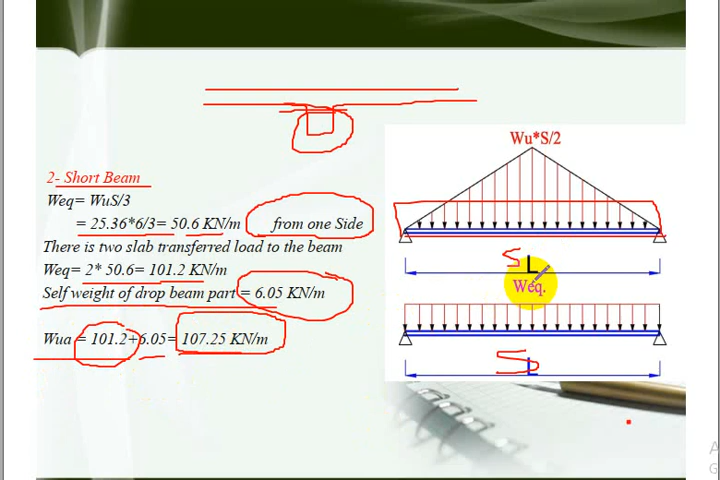 2- Short Beam
Weq= WuS/3
= 25.36*6/3= 50.6 KN/m from one Side
There is two slab transferred load to the beam
Weq= 2* 50.6= 101.2 KN/m
Self weight of drop beam part = 6.05 KN/m
Wua = 101.2+6.05= 107.25 KN/m
Wu*S/2
S L
Weq.
S L